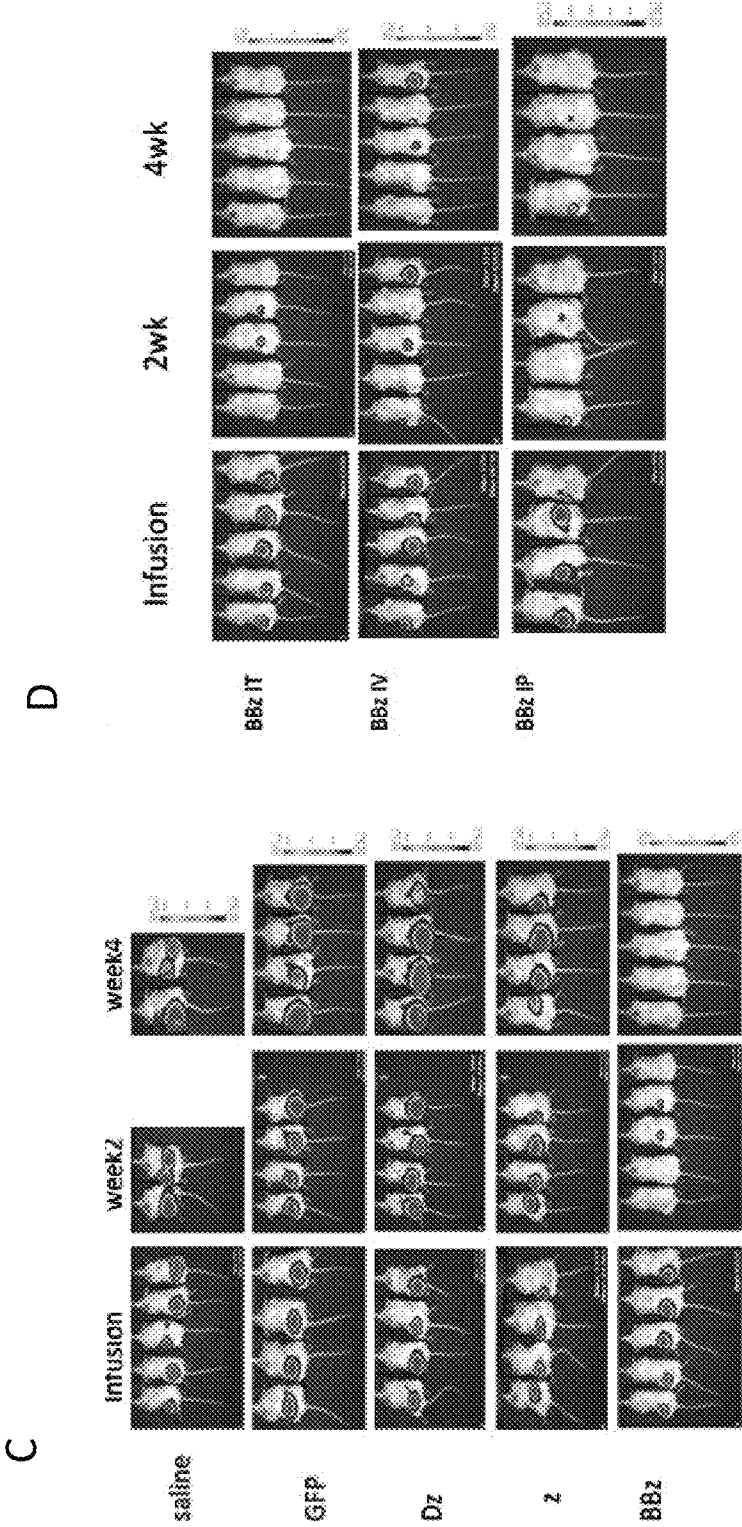 C
Infusion
week2
week4
saline
GFP
Dz
z
BBz
D
Infusion
2wk
4wk
BBz IT
BBz IV
BBz IP